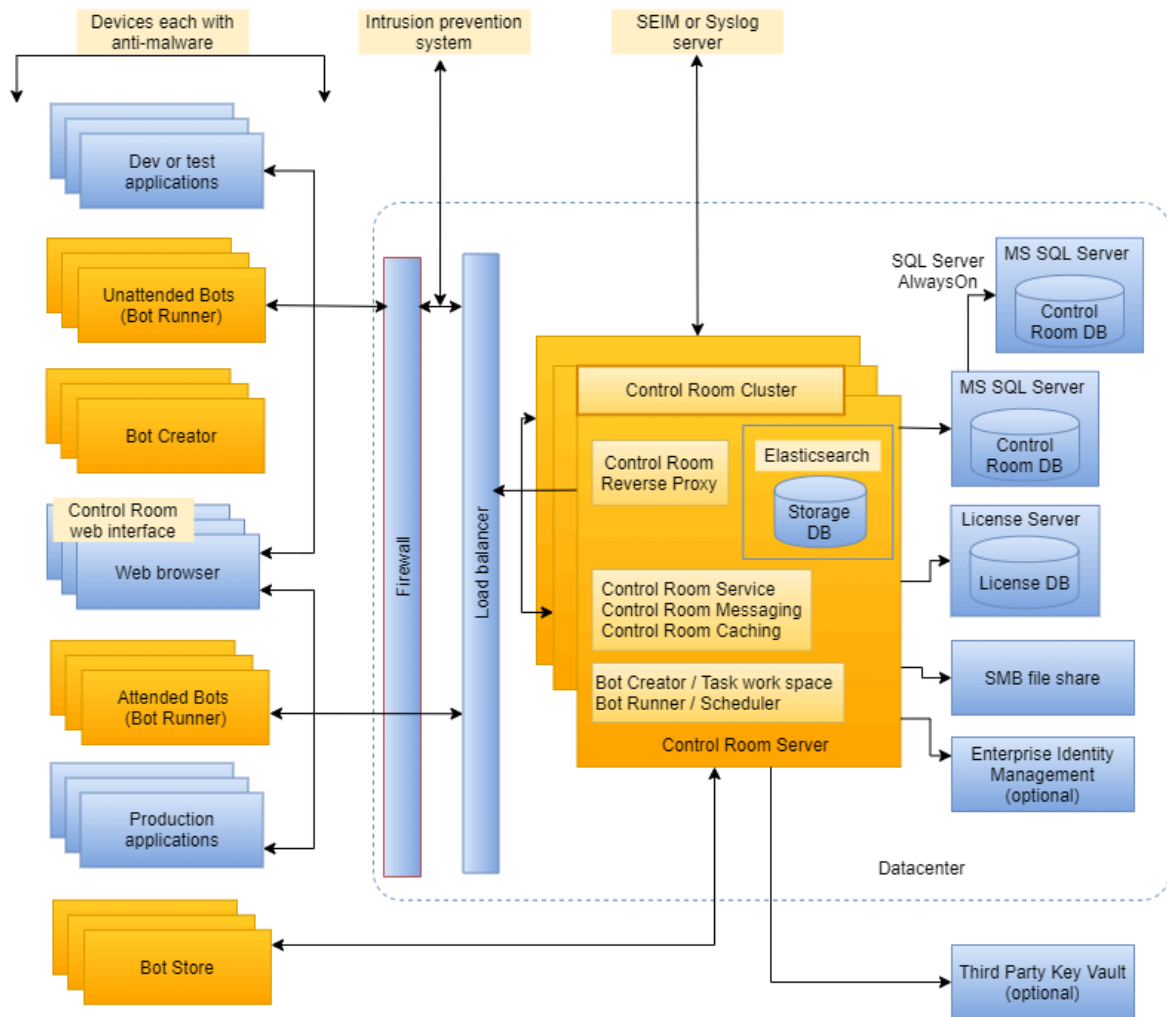 Devices each with
anti-malware
Intrusion prevention
system
SEIM or Syslog
server
Dev or test
applications
Unattended Bots
(Bot Runner)
Bot Creator
Control Room
web interface
Web browser
Attended Bots
(Bot Runner)
Production
applications
Bot Store
Firewall
Load balancer
Control Room Cluster
Control Room
Reverse Proxy
Elasticsearch
Storage
DB
Control Room Service
Control Room Messaging
Control Room Caching
Bot Creator / Task work space
Bot Runner / Scheduler
Control Room Server
SQL Server
AlwaysOn
MS SQL Server
Control
Room DB
MS SQL Server
Control
Room DB
License Server
License DB
SMB file share
Enterprise Identity
Management
(optional)
Datacenter
Third Party Key Vault
(optional)